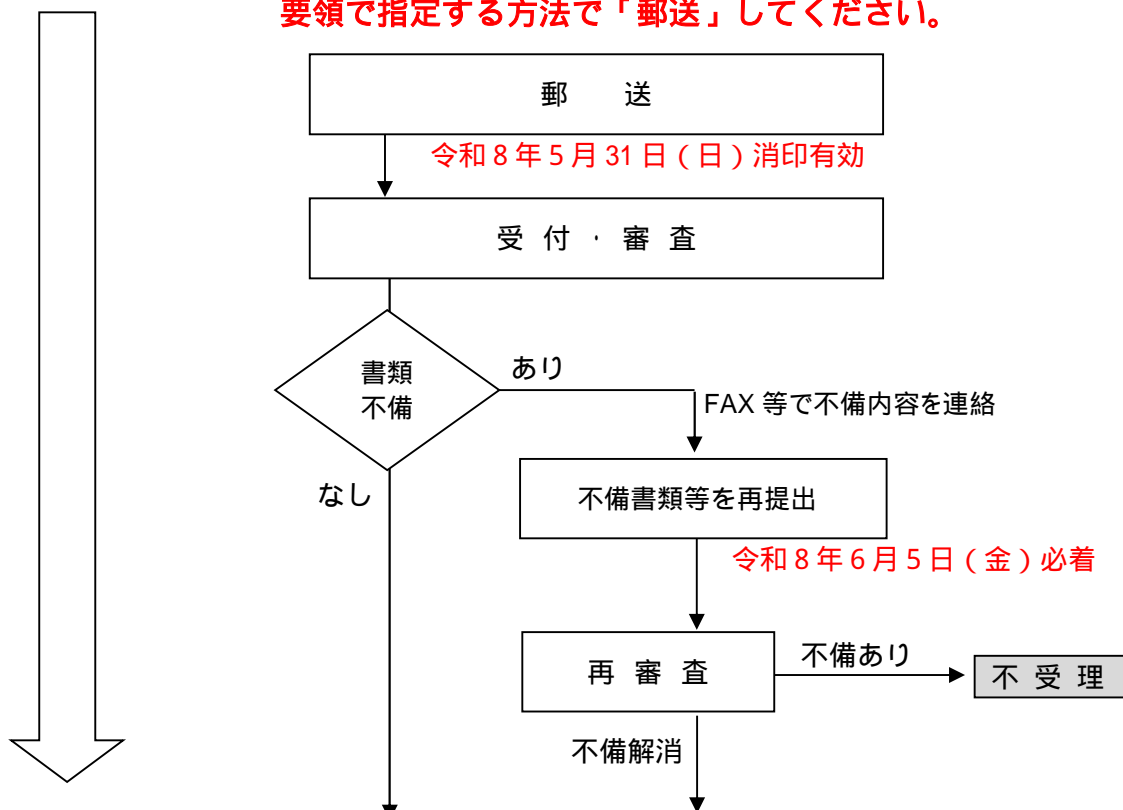 要領で指定する方法で「郵送」してください。
郵　送
令和８年５月 31 日（日）消印有効
受 付 ・ 審 査
書類
不備
あり
FAX 等で不備内容を連絡
なし
不備書類等を再提出
令和８年６月５日（金）必着
再 審 査
不備あり
不 受 理
不備解消